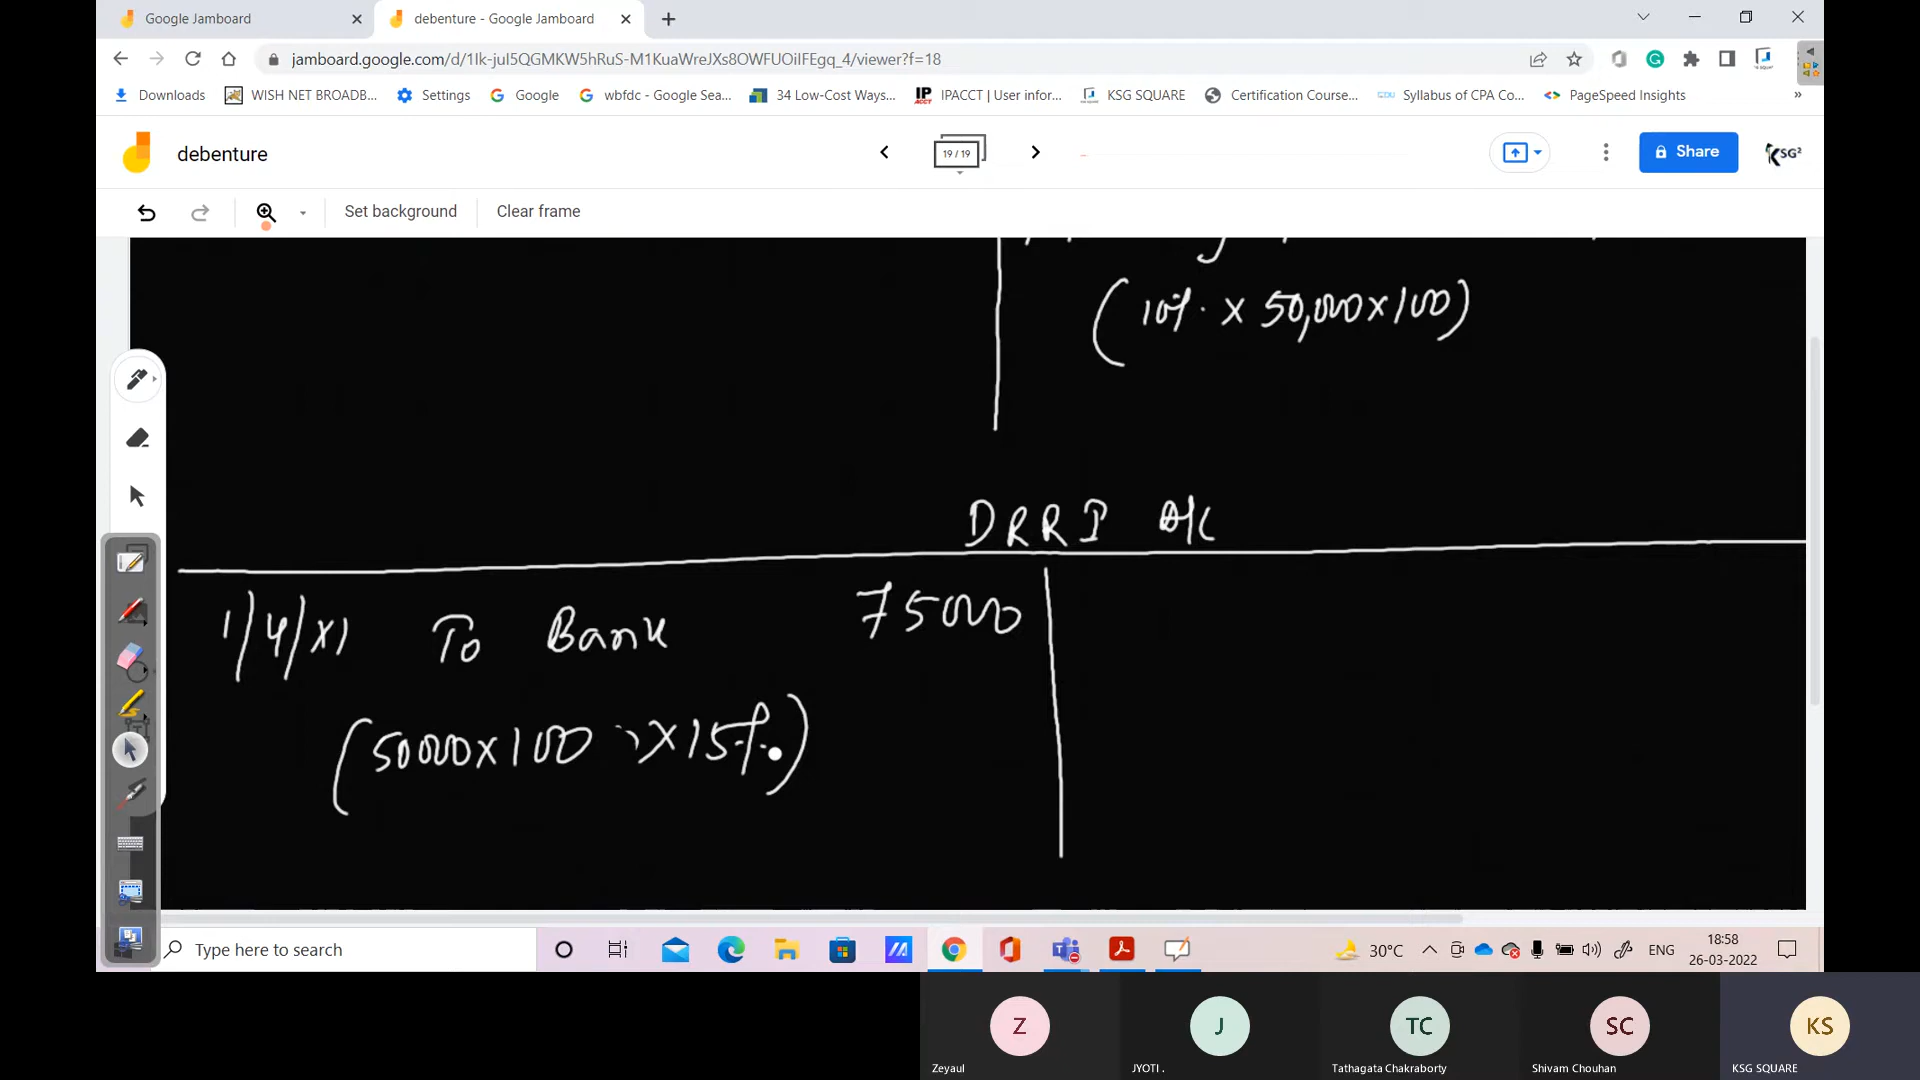 Google Jamboard
debenture - Google Jamboard
jamboard.google.com/d/1Ik-juI5QGMKW5hRuS-M1KuaWreJXs8OWFUOiIFEgq_4/viewer?f=18
Downloads WISH NET BROADB... Settings Google wbfdc - Google Sea... 34 Low-Cost Ways... IPACCT | User infor... KSG SQUARE Certification Course... Syllabus of CPA Co... PageSpeed Insights »
debenture
19 / 19
Share
KSG²
Set background Clear frame
(10%. x 50,000x100)
DRRI A/C
1/4/x1 To Bank 75000
(50000x100 x15%)
Type here to search
30°C
ENG
18:58
26-03-2022
Z J TC SC KS
Zeyaul JYOTI . Tathagata Chakraborty Shivam Chouhan KSG SQUARE